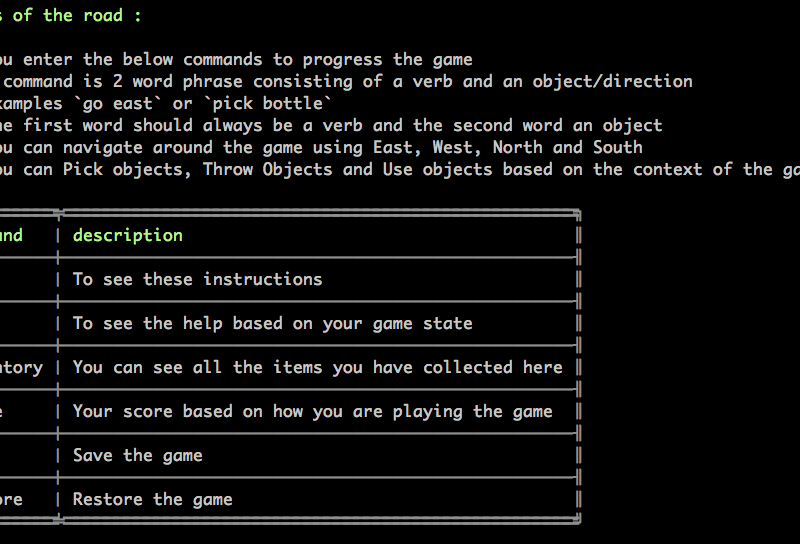 s of the road :
ou enter the below commands to progress the game
command is 2 word phrase consisting of a verb and an object/direction
xamples `go east` or `pick bottle`
he first word should always be a verb and the second word an object
ou can navigate around the game using East, West, North and South
ou can Pick objects, Throw Objects and Use objects based on the context of the ga
and | description
| To see these instructions
| To see the help based on your game state
ntory | You can see all the items you have collected here
e | Your score based on how you are playing the game
| Save the game
ore | Restore the game